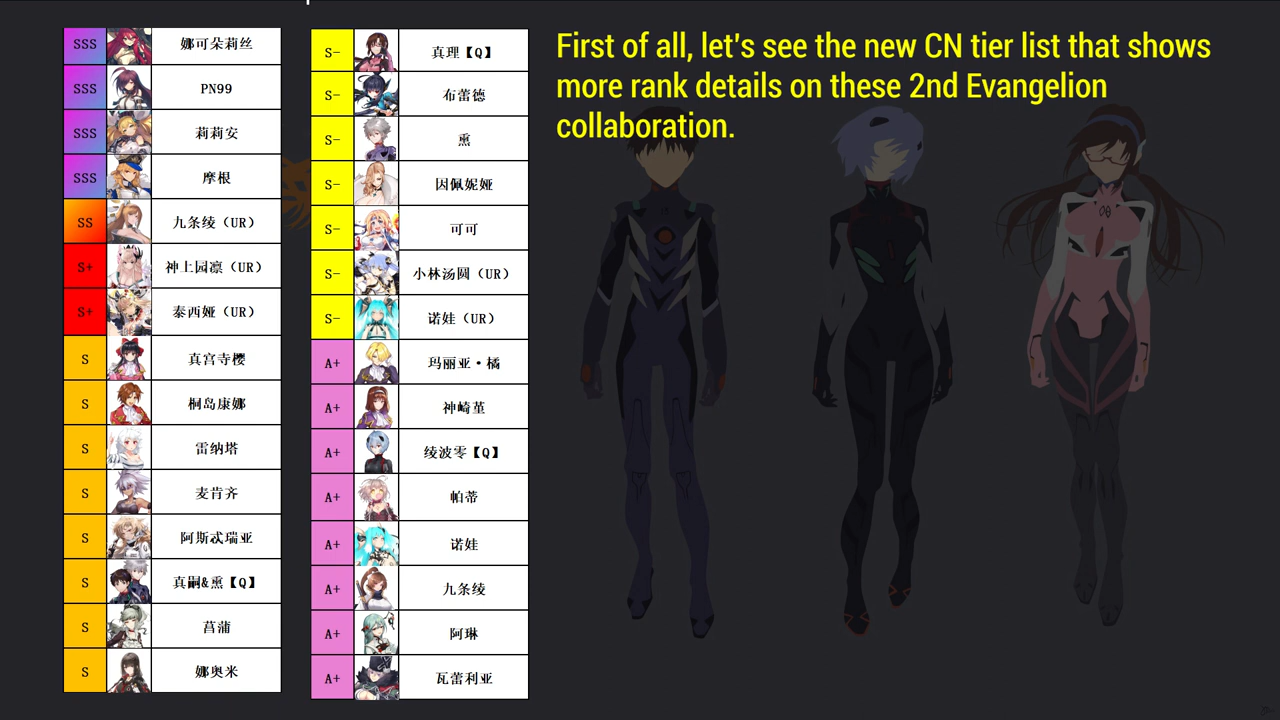 SSS 娜可朵莉丝
SSS PN99
SSS 莉莉安
SSS 摩根
SS 九条绫（UR）
S+ 神上园凛（UR）
S+ 泰西娅（UR）
S 真宫寺樱
S 桐岛康娜
S 雷纳塔
S 麦肯齐
S 阿斯忒瑞亚
S 真嗣&熏【Q】
S 菖蒲
S 娜奥米
S- 真理【Q】
S- 布蕾德
S- 熏
S- 因佩妮娅
S- 可可
S- 小林汤圆（UR）
S- 诺娃（UR）
A+ 玛丽亚·橘
A+ 神崎堇
A+ 绫波零【Q】
A+ 帕蒂
A+ 诺娃
A+ 九条绫
A+ 阿琳
A+ 瓦蕾利亚
First of all, let's see the new CN tier list that shows
more rank details on these 2nd Evangelion
collaboration.